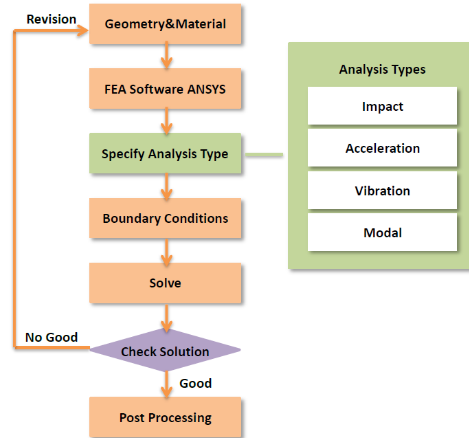 Revision
Geometry&Material
FEA Software ANSYS
Specify Analysis Type
Boundary Conditions
Solve
No Good
Check Solution
Good
Post Processing
Analysis Types
Impact
Acceleration
Vibration
Modal